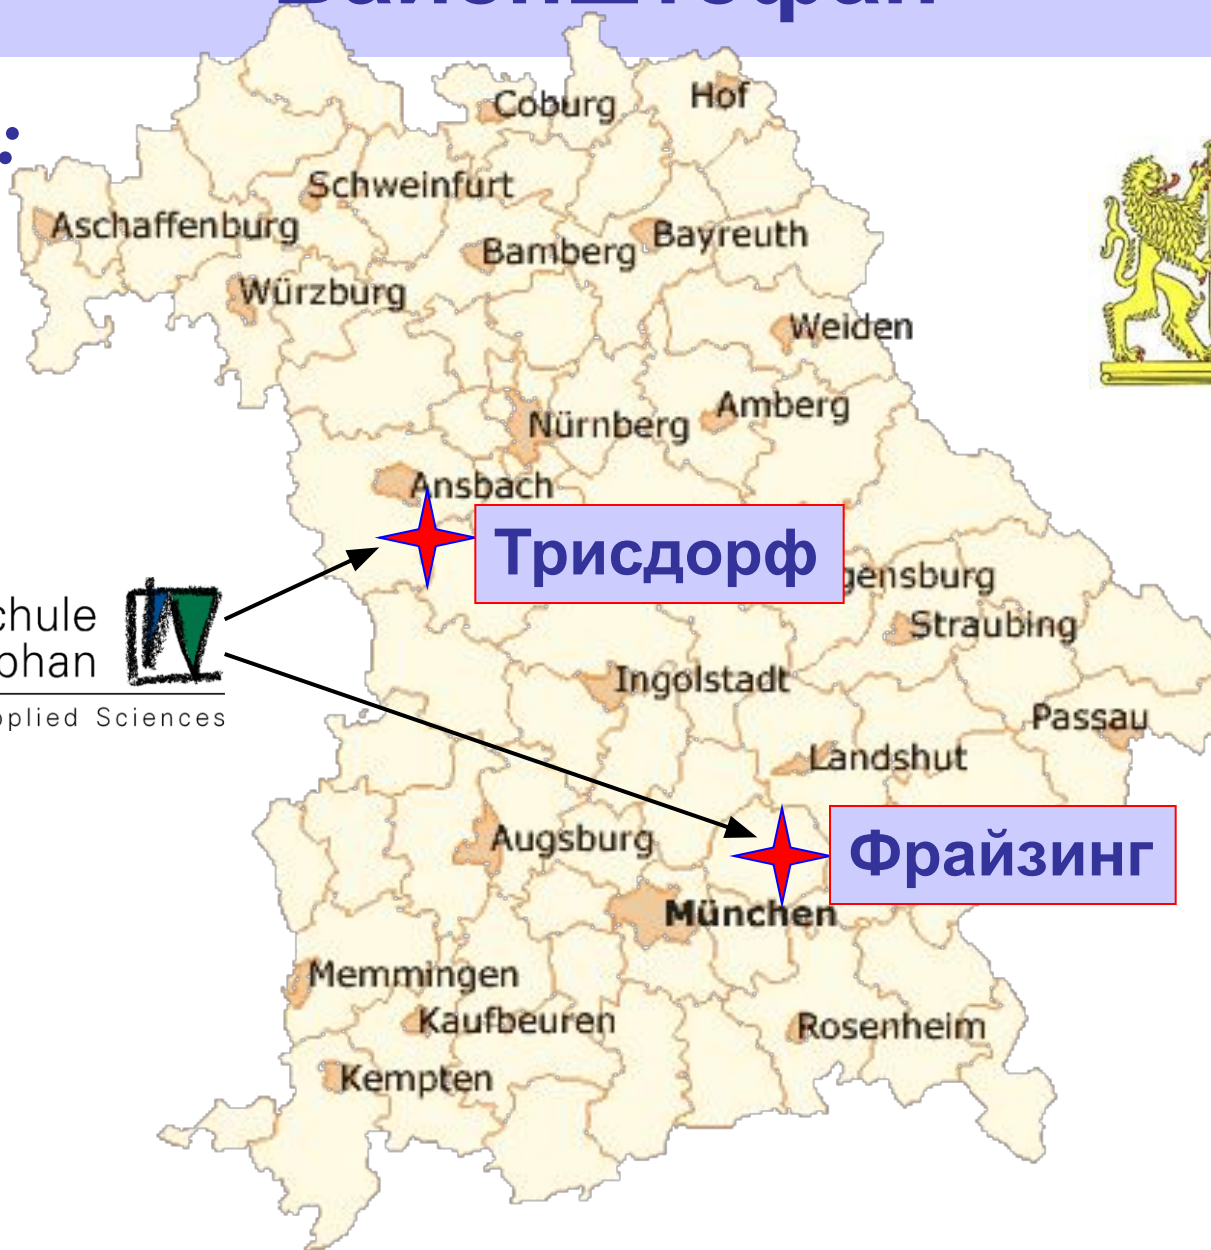 Coburg
Hof
:
Schweinfurt
Aschaffenburg
Bamberg
Bayreuth
Würzburg
Weiden
Amberg
Nürnberg
Ansbach
Трисдорф
gensburg
chule
Straubing
phan
Ingolstadt
pplied Sciences
Passau
Landshut
Augsburg
Фрайзинг
München
Memmingen
Kaufbeuren
Rosenheim
Kempten